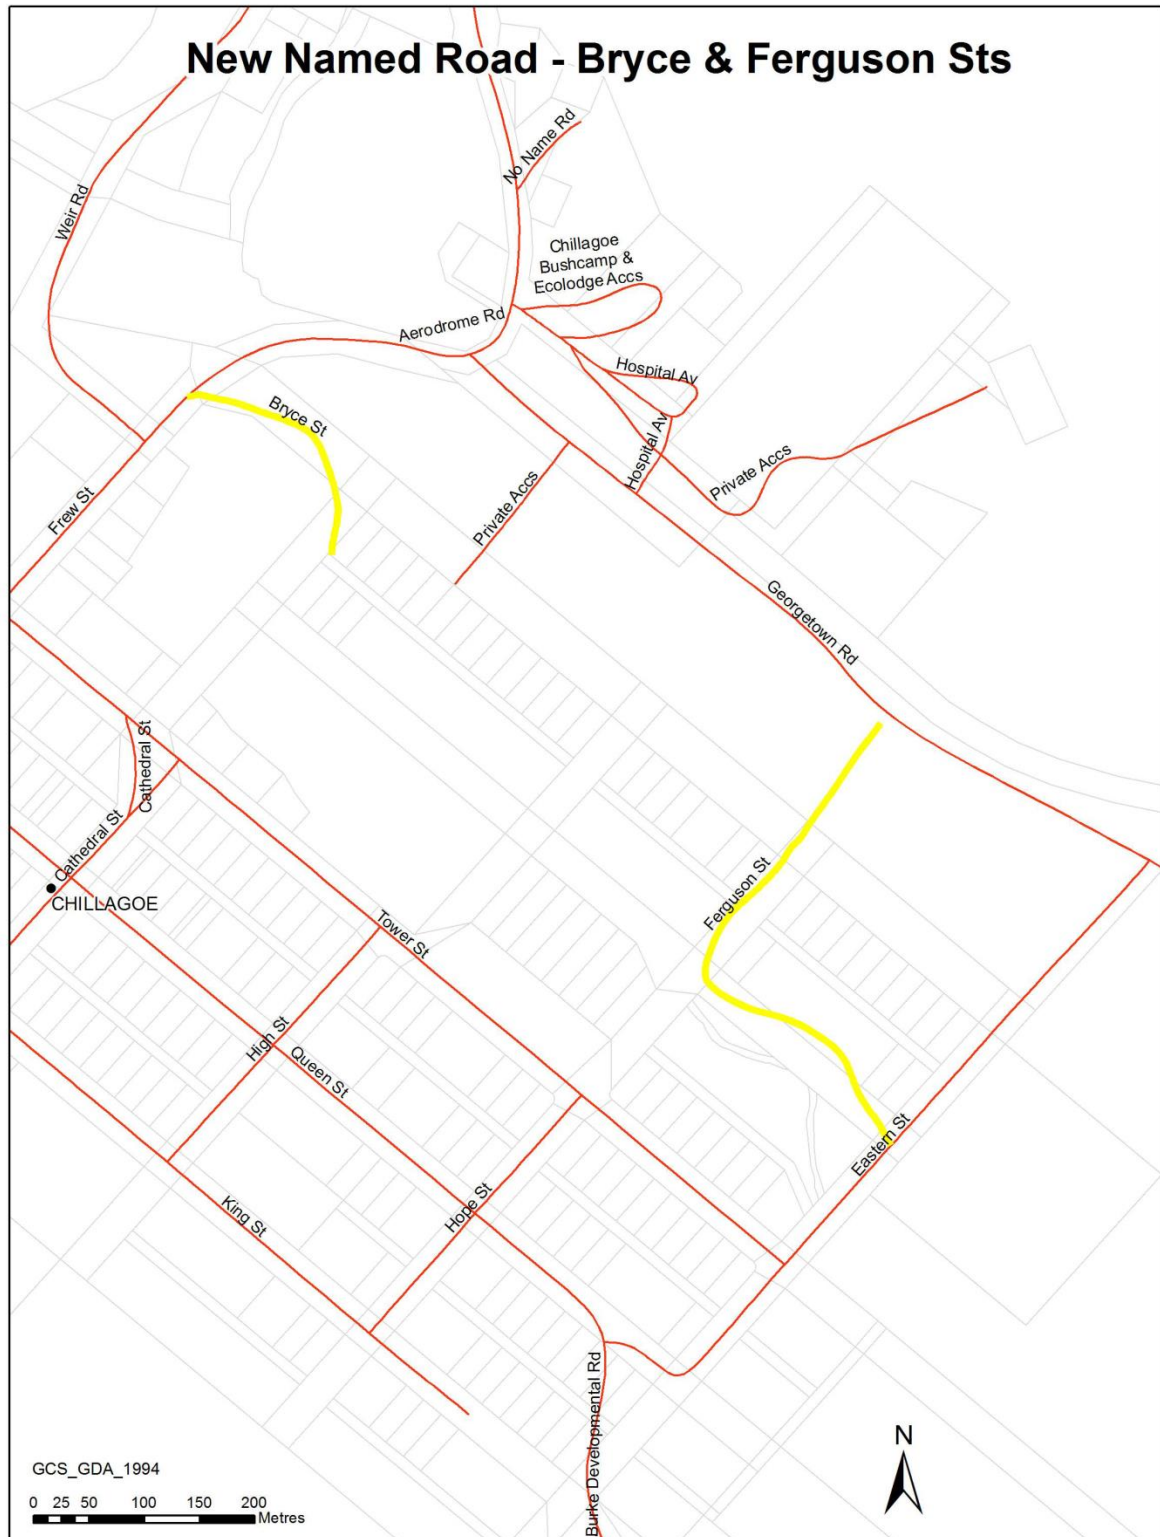 New Named Road - Bryce & Ferguson Sts
No Name Rd
Weir Rd
Chillagoe
Bushcamp &
Ecolodge Accs
Aerodrome Rd
Hospital Av
Bryce St
Hospital Av
Private Accs
Private Accs
Frew St
Georgetown Rd
Cathedral St
Cathedral St
CHILLAGOE
Ferguson St
Tower St
High St
Queen St
Eastern St
Hope St
King St
Burke Developmental Rd
N
GCS_GDA_1994
0 25 50 100 150 200
Metres